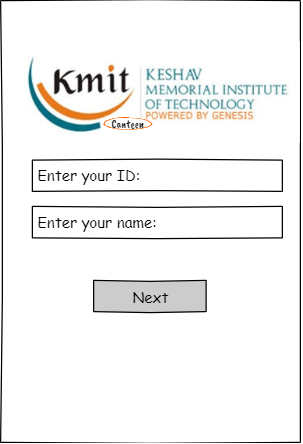 Kmit
KESHAV
MEMORIAL INSTITUTE
OF TECHNOLOGY
POWERED BY GENESIS
Canteen
Enter your ID:
Enter your name:
Next